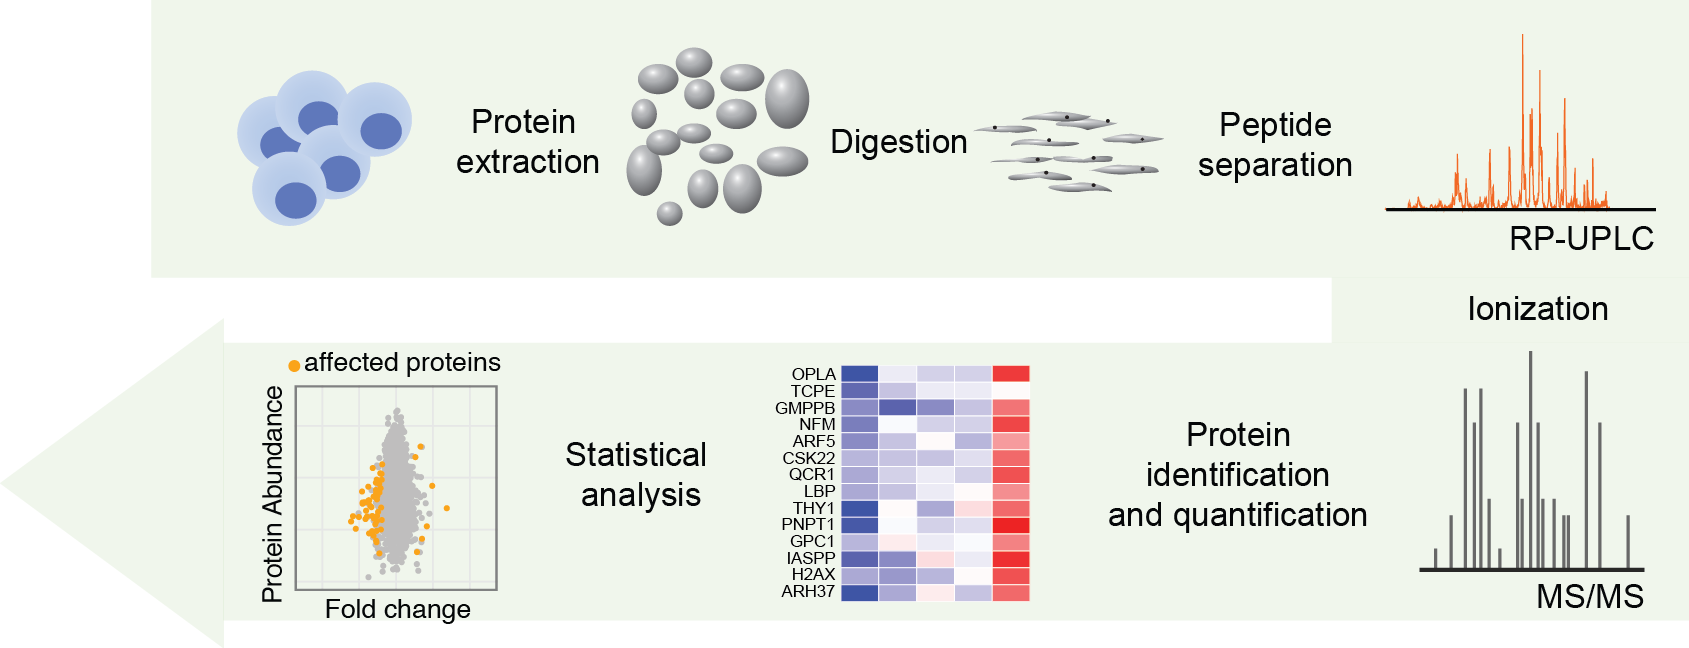 Protein
extraction
Digestion
Peptide
separation
RP-UPLC
Ionization
MS/MS
Protein
identification
and quantification
OPLA
TCPE
GMPPB
NFM
ARF5
CSK22
QCR1
LBP
THY1
PNPT1
GPC1
IASPP
H2AX
ARH37
Statistical
analysis
affected proteins
Protein Abundance
Fold change